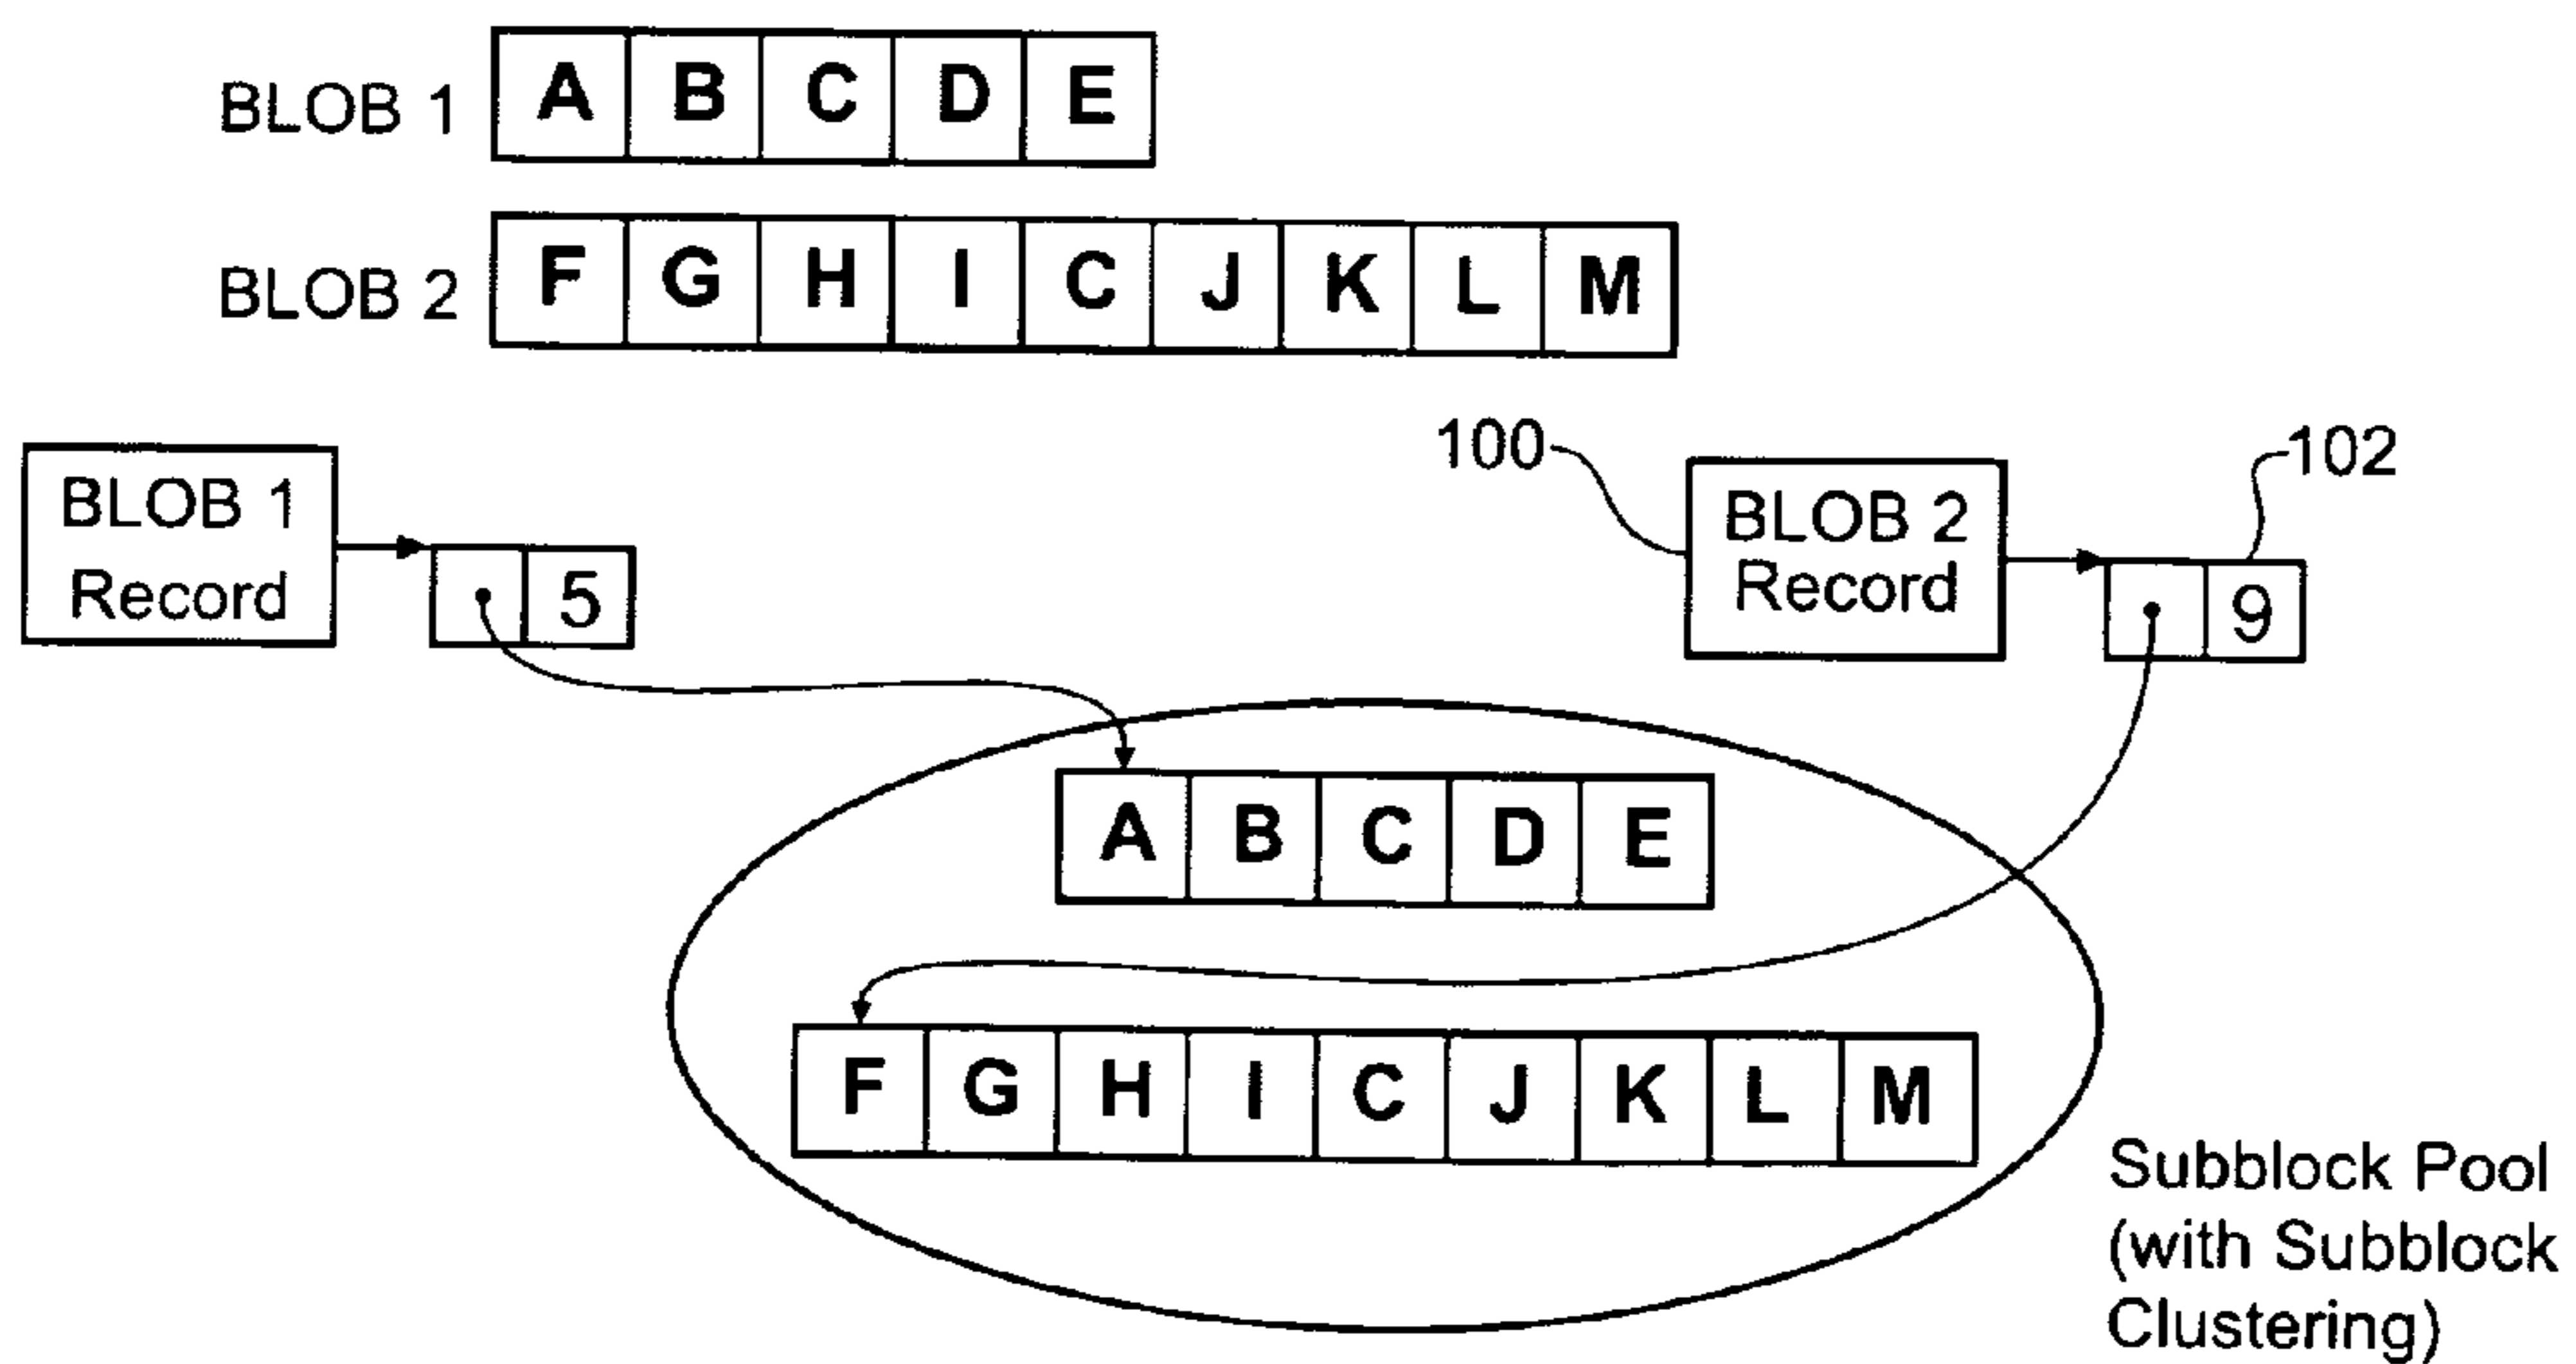 BLOB 1 A B C D E
BLOB 2 F G H I C J K L M
BLOB 1
Record
5
100
BLOB 2
Record
102
9
A B C D E
F G H I C J K L M
Subblock Pool
(with Subblock
Clustering)